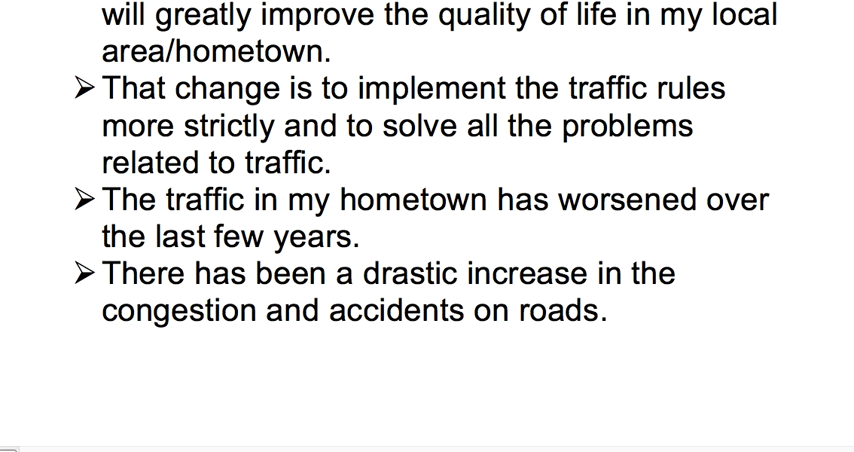 will greatly improve the quality of life in my local
area/hometown.
➢ That change is to implement the traffic rules
more strictly and to solve all the problems
related to traffic.
➢ The traffic in my hometown has worsened over
the last few years.
➢ There has been a drastic increase in the
congestion and accidents on roads.